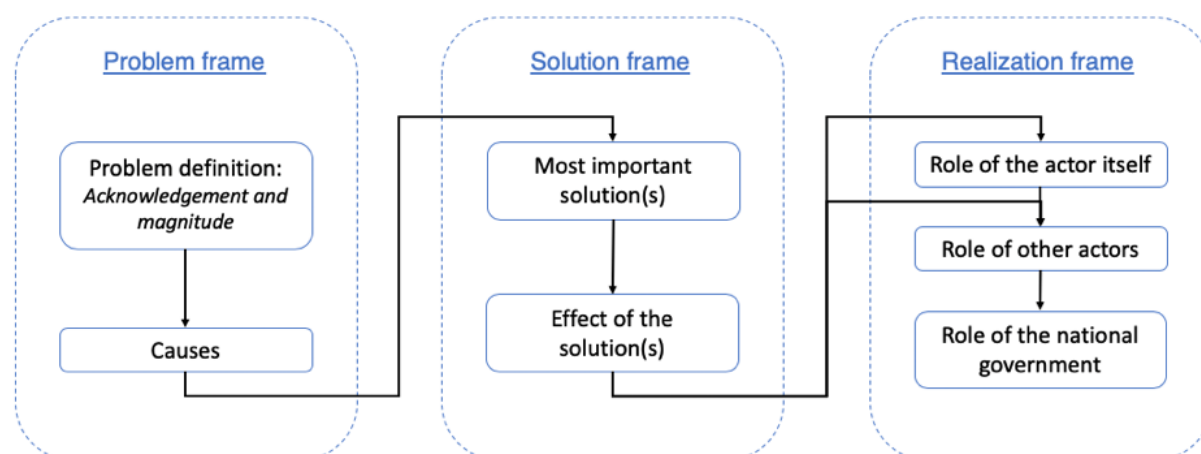 Problem frame
Problem definition:
Acknowledgement and
magnitude
Causes
Solution frame
Most important
solution(s)
Effect of the
solution(s)
Realization frame
Role of the actor itself
Role of other actors
Role of the national
government